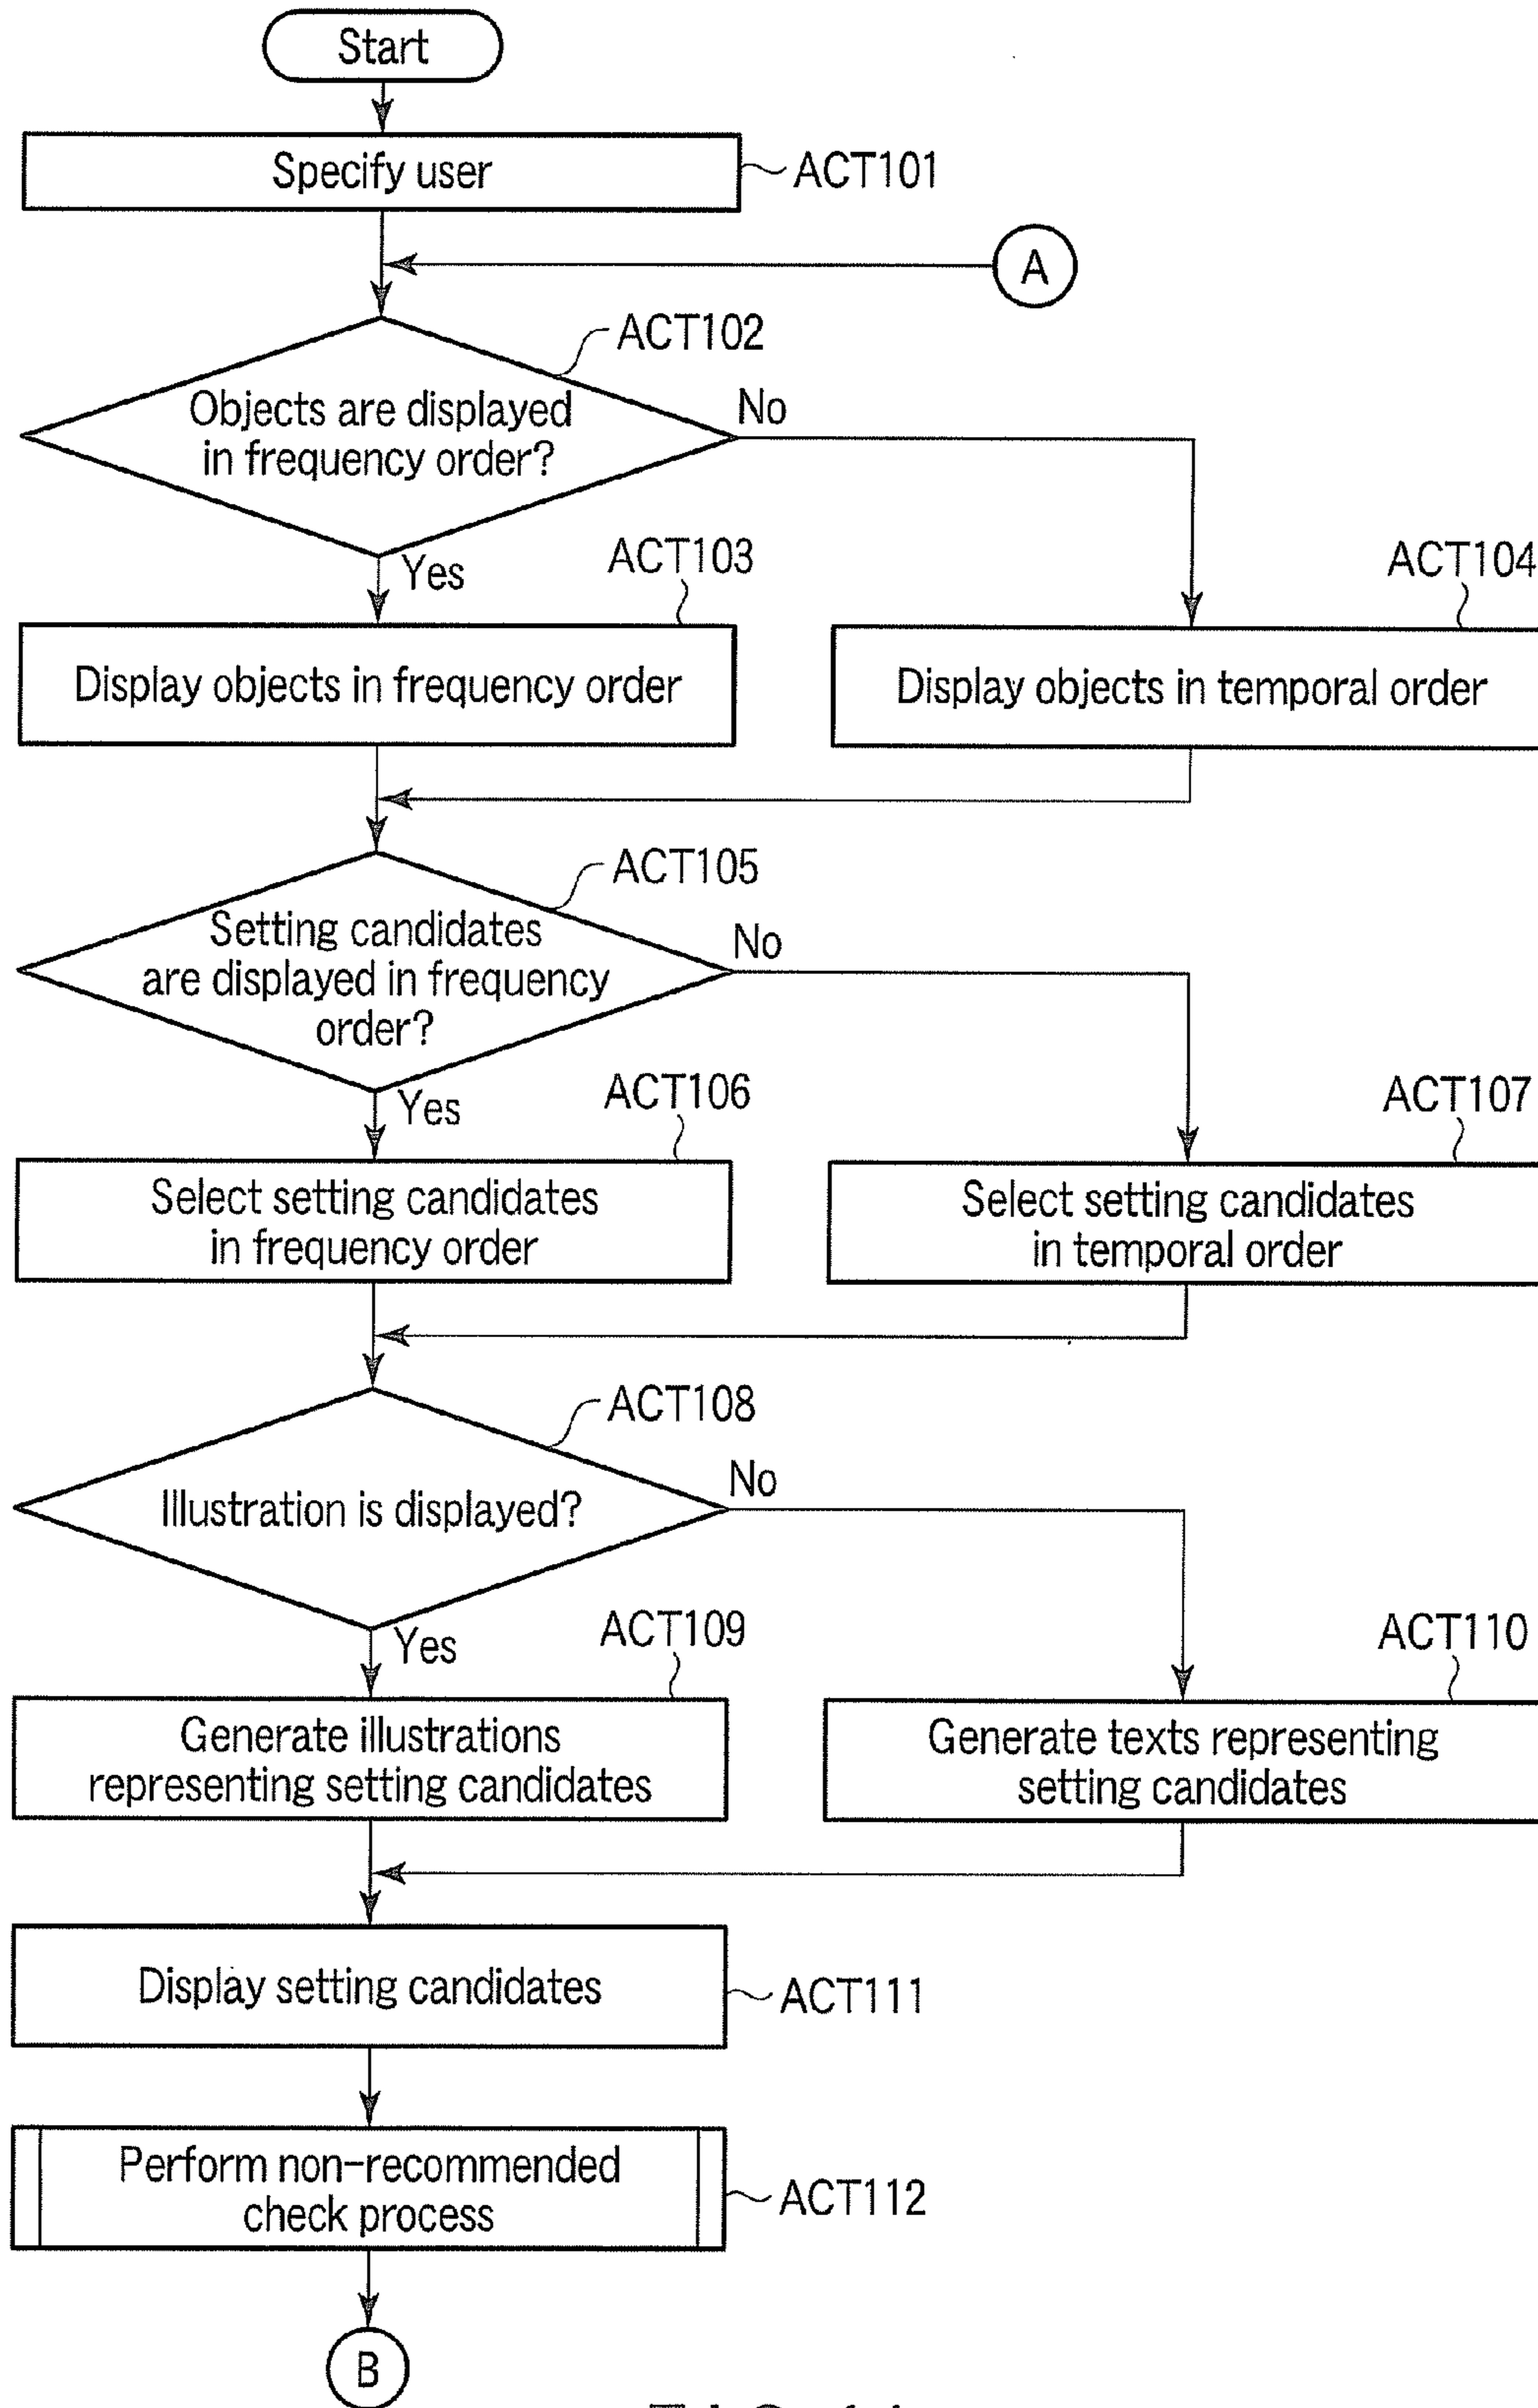 Start
Specify user
ACT101
A
ACT102
Objects are displayed
in frequency order?
No
Yes
ACT103
ACT104
Display objects in frequency order
Display objects in temporal order
ACT105
Setting candidates
are displayed in frequency
order?
No
Yes
ACT106
ACT107
Select setting candidates
in frequency order
Select setting candidates
in temporal order
ACT108
Illustration is displayed?
No
Yes
ACT109
ACT110
Generate illustrations
representing setting candidates
Generate texts representing
setting candidates
Display setting candidates
ACT111
Perform non-recommended
check process
ACT112
B